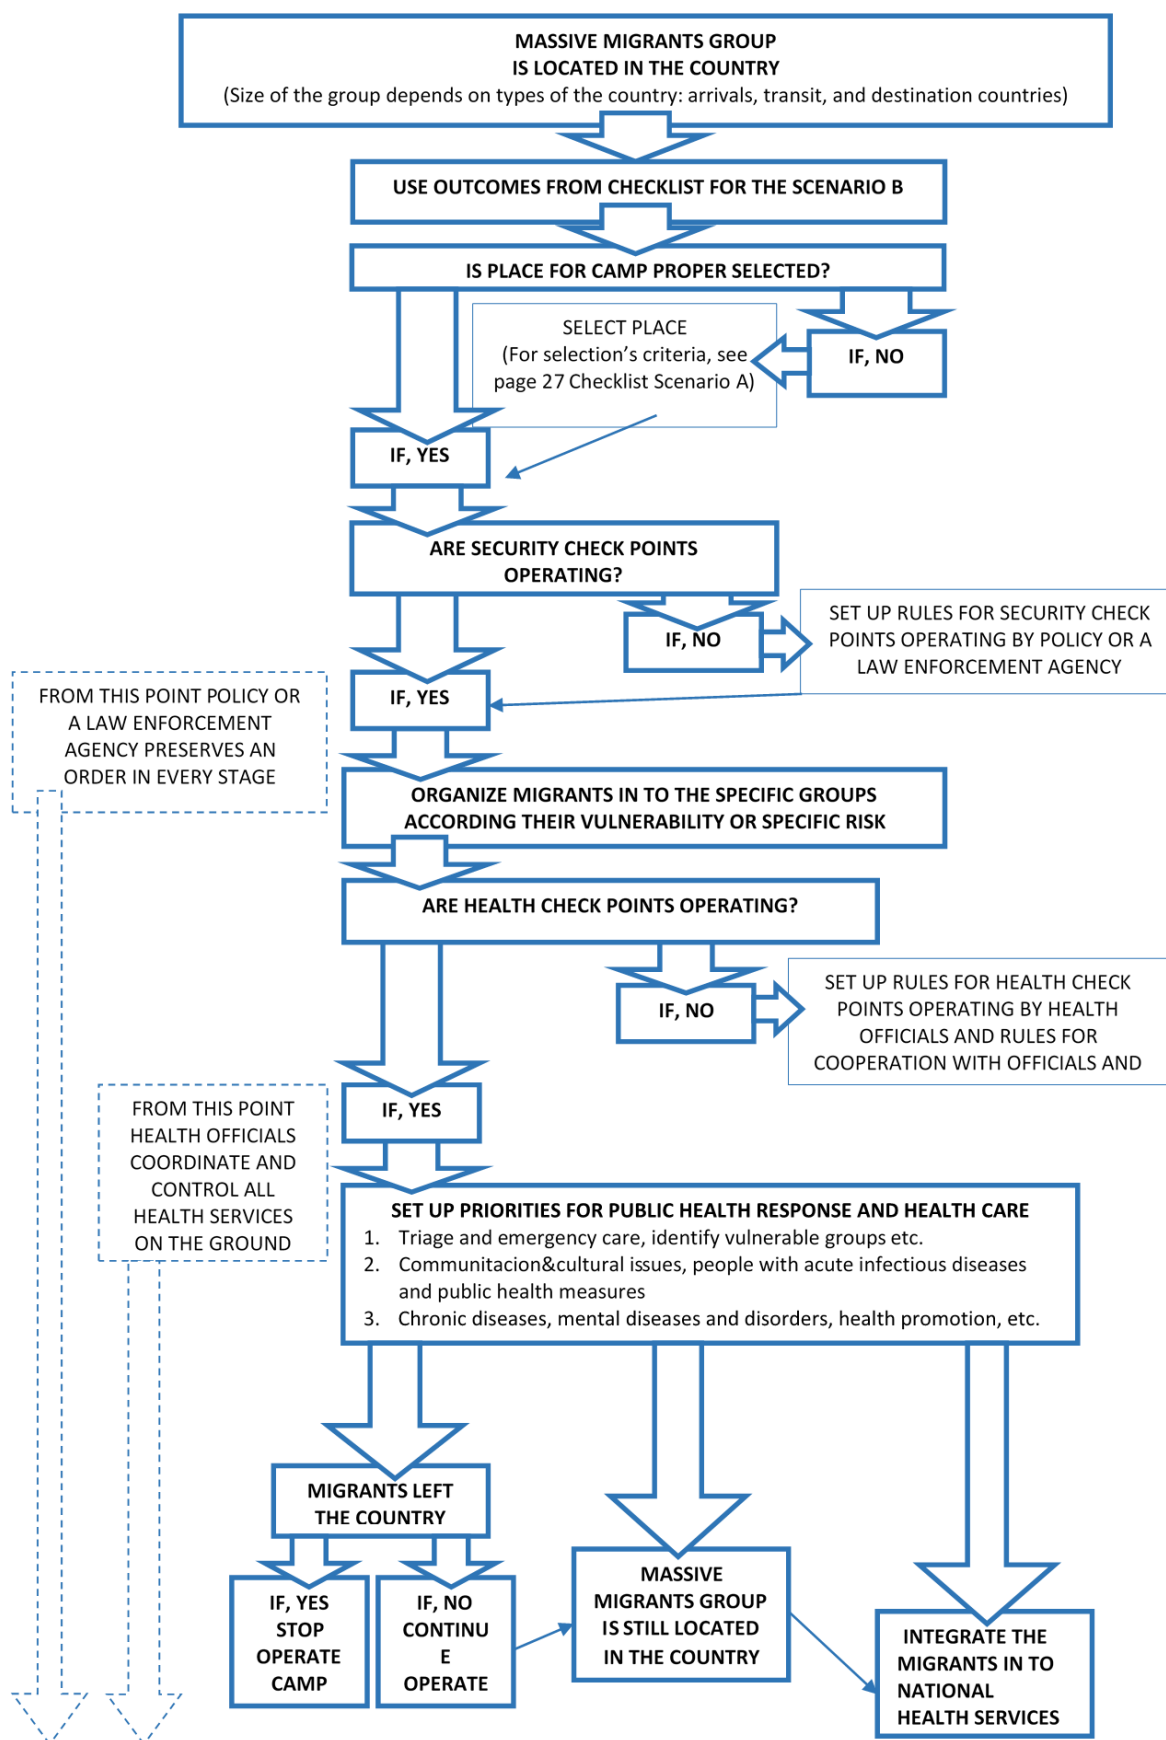 MASSIVE MIGRANTS GROUP
IS LOCATED IN THE COUNTRY
(Size of the group depends on types of the country: arrivals, transit, and destination countries)
USE OUTCOMES FROM CHECKLIST FOR THE SCENARIO B
IS PLACE FOR CAMP PROPER SELECTED?
SELECT PLACE
(For selection's criteria, see
page 27 Checklist Scenario A)
IF, NO
IF, YES
ARE SECURITY CHECK POINTS
OPERATING?
IF, NO
SET UP RULES FOR SECURITY CHECK
POINTS OPERATING BY POLICY OR A
LAW ENFORCEMENT AGENCY
IF, YES
FROM THIS POINT POLICY OR
A LAW ENFORCEMENT
AGENCY PRESERVES AN
ORDER IN EVERY STAGE
ORGANIZE MIGRANTS IN TO THE SPECIFIC GROUPS
ACCORDING THEIR VULNERABILITY OR SPECIFIC RISK
ARE HEALTH CHECK POINTS OPERATING?
IF, NO
SET UP RULES FOR HEALTH CHECK
POINTS OPERATING BY HEALTH
OFFICIALS AND RULES FOR
COOPERATION WITH OFFICIALS AND
IF, YES
FROM THIS POINT
HEALTH OFFICIALS
COORDINATE AND
CONTROL ALL
HEALTH SERVICES
ON THE GROUND
SET UP PRIORITIES FOR PUBLIC HEALTH RESPONSE AND HEALTH CARE
1. Triage and emergency care, identify vulnerable groups etc.
2. Communitacion&cultural issues, people with acute infectious diseases
and public health measures
3. Chronic diseases, mental diseases and disorders, health promotion, etc.
MIGRANTS LEFT
THE COUNTRY
IF, YES
STOP
OPERATE
CAMP
IF, NO
CONTINU
E
OPERATE
MASSIVE
MIGRANTS GROUP
IS STILL LOCATED
IN THE COUNTRY
INTEGRATE THE
MIGRANTS IN TO
NATIONAL
HEALTH SERVICES